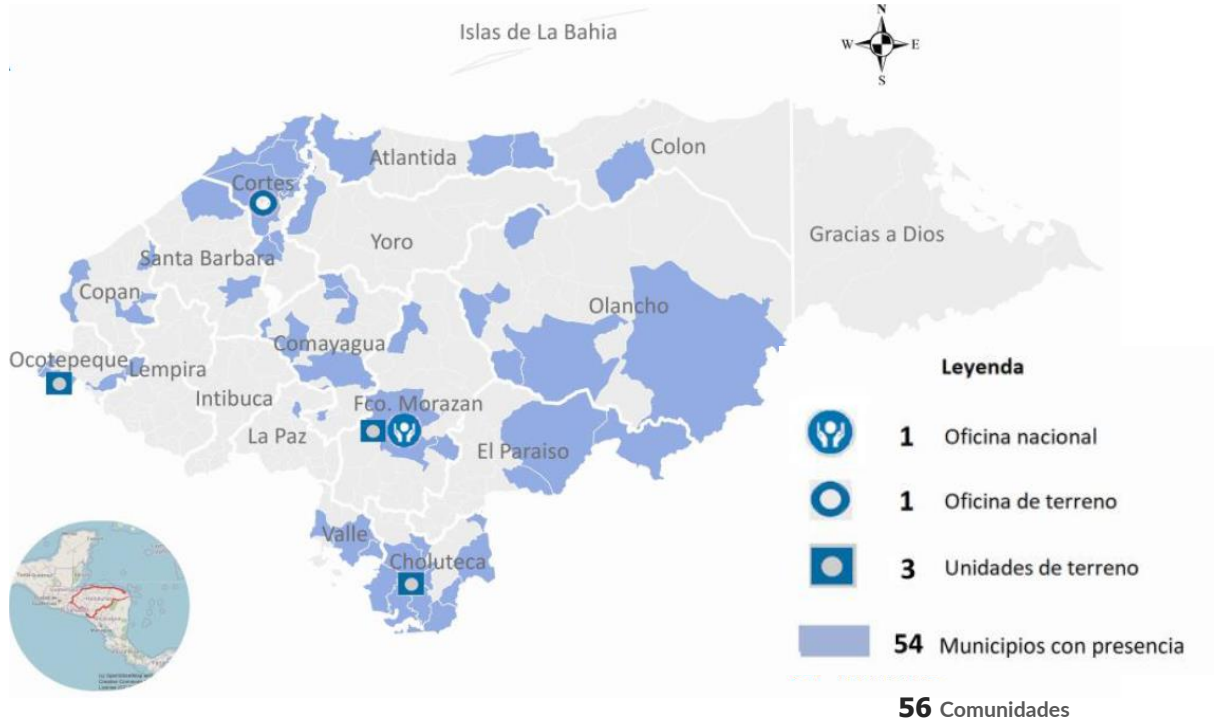 N
Islas de La Bahia
W E
S
Atlantida
Colon
Cortes
Yoro
Gracias a Dios
Santa Barbara
Copan
Olancho
Comayagua
Ocotepeque
Lempira
Intibuca
Fco. Morazan
La Paz
El Paraiso
Valle
Choluteca
Leyenda
1 Oficina nacional
1 Oficina de terreno
3 Unidades de terreno
54 Municipios con presencia
56 Comunidades